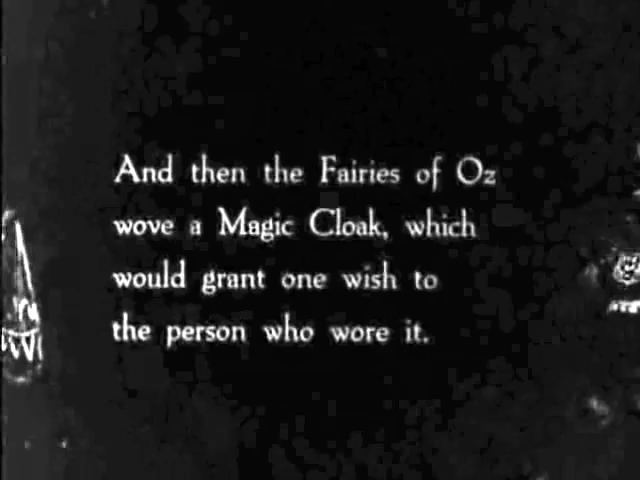 And then the Fairies of Oz
wove a Magic Cloak, which
would grant one wish to
the person who wore it.